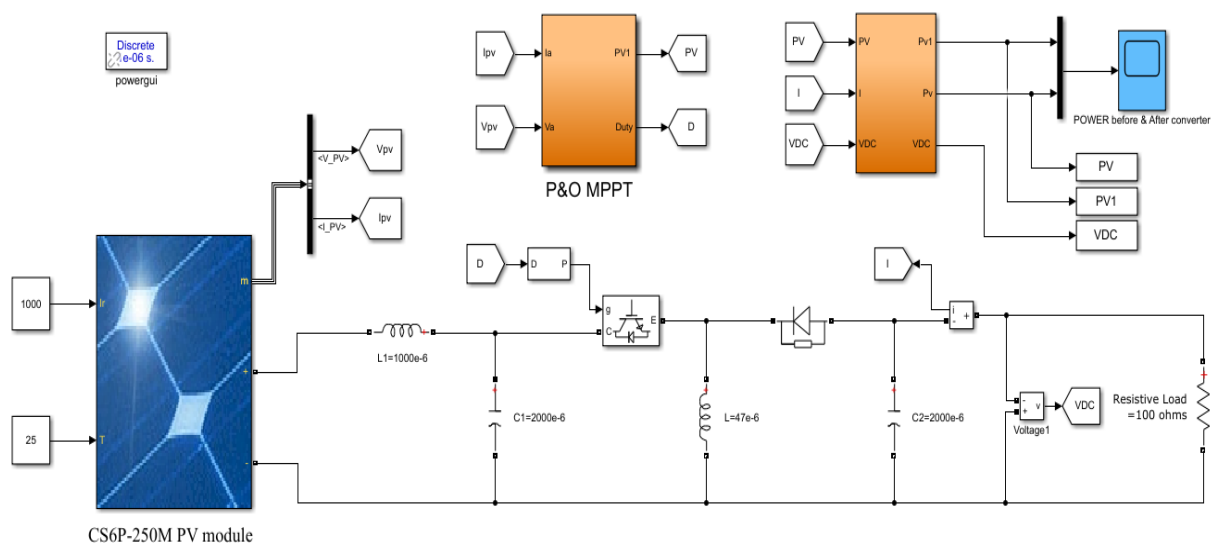 Discrete
e-06 s.
powergui
Ipv
Vpv
Ia
Va
PV1
Duty
PV
D
P&O MPPT
PV
I
VDC
PV
I
VDC
Pv1
Pv
VDC
POWER before & After converter
PV
PV1
VDC
<V_PV>
Vpv
<I_PV>
Ipv
1000
Ir
25
T
m
+
-
CS6P-250M PV module
L1=1000e-6
C1=2000e-6
D
D P
g
C
E
L=47e-6
C2=2000e-6
I
i
- +
-
+
v
Voltage1
VDC
Resistive Load
=100 ohms